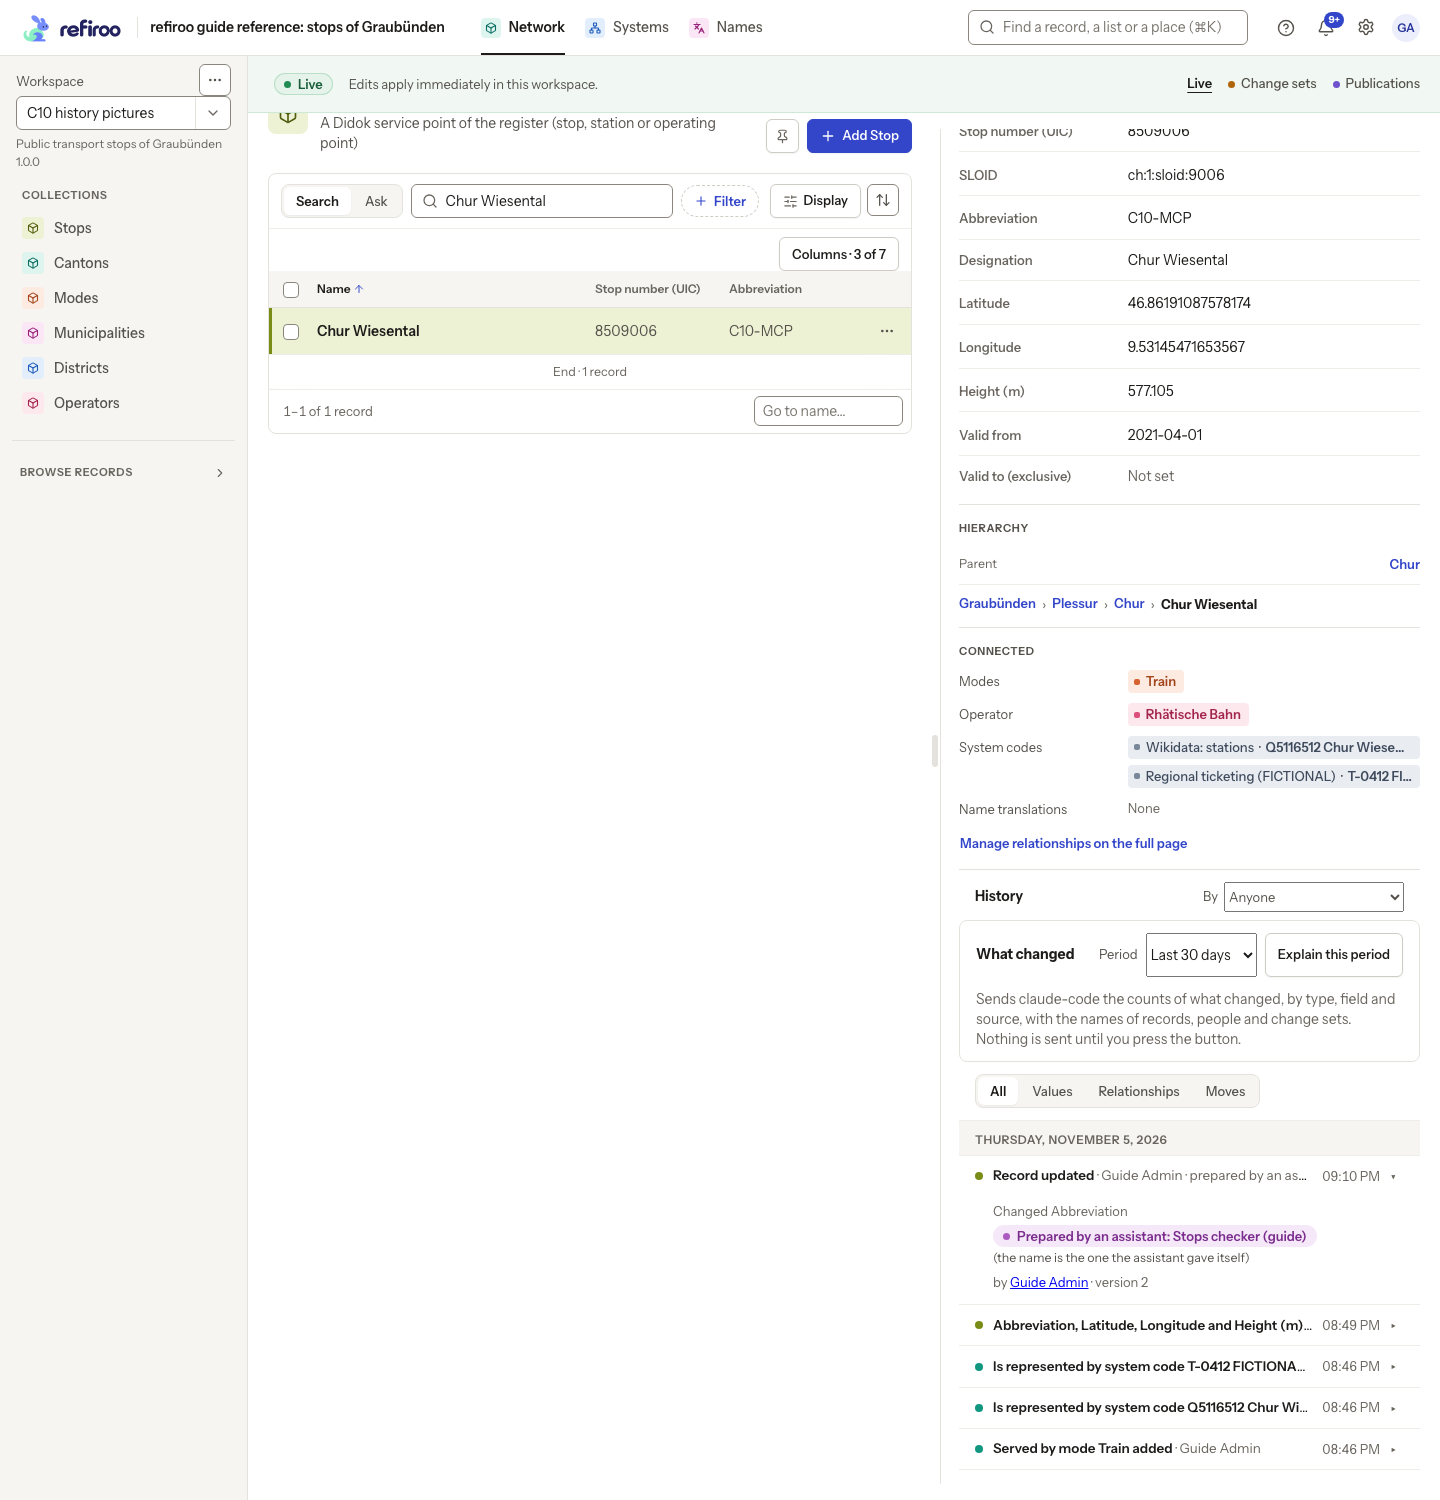 refiroo
refiroo guide reference: stops of Graubünden
Network
Systems
Names
Find a record, a list or a place (⌘K)
9+
GA
Workspace
C10 history pictures
Public transport stops of Graubünden
1.0.0
COLLECTIONS
Stops
Cantons
Modes
Municipalities
Districts
Operators
BROWSE RECORDS
Live
Edits apply immediately in this workspace.
Live
Change sets
Publications
A Didok service point of the register (stop, station or operating
point)
Add Stop
Search
Ask
Chur Wiesental
Filter
Display
Columns · 3 of 7
Name ↑
Stop number (UIC)
Abbreviation
Chur Wiesental
8509006
C10-MCP
End · 1 record
1–1 of 1 record
Go to name...
Stop number (UIC)
8509006
SLOID
ch:1:sloid:9006
Abbreviation
C10-MCP
Designation
Chur Wiesental
Latitude
46.86191087578174
Longitude
9.53145471653567
Height (m)
577.105
Valid from
2021-04-01
Valid to (exclusive)
Not set
HIERARCHY
Parent
Chur
Graubünden › Plessur › Chur › Chur Wiesental
CONNECTED
Modes
Train
Operator
Rhätische Bahn
System codes
Wikidata: stations · Q5116512 Chur Wiese...
Regional ticketing (FICTIONAL) · T-0412 FI...
Name translations
None
Manage relationships on the full page
History
By
Anyone
What changed
Period
Last 30 days
Explain this period
Sends claude-code the counts of what changed, by type, field and
source, with the names of records, people and change sets.
Nothing is sent until you press the button.
All
Values
Relationships
Moves
THURSDAY, NOVEMBER 5, 2026
Record updated · Guide Admin · prepared by an as...
09:10 PM
Changed Abbreviation
Prepared by an assistant: Stops checker (guide)
(the name is the one the assistant gave itself)
by Guide Admin · version 2
Abbreviation, Latitude, Longitude and Height (m)...
08:49 PM
Is represented by system code T-0412 FICTIONA...
08:46 PM
Is represented by system code Q5116512 Chur Wi...
08:46 PM
Served by mode Train added · Guide Admin
08:46 PM